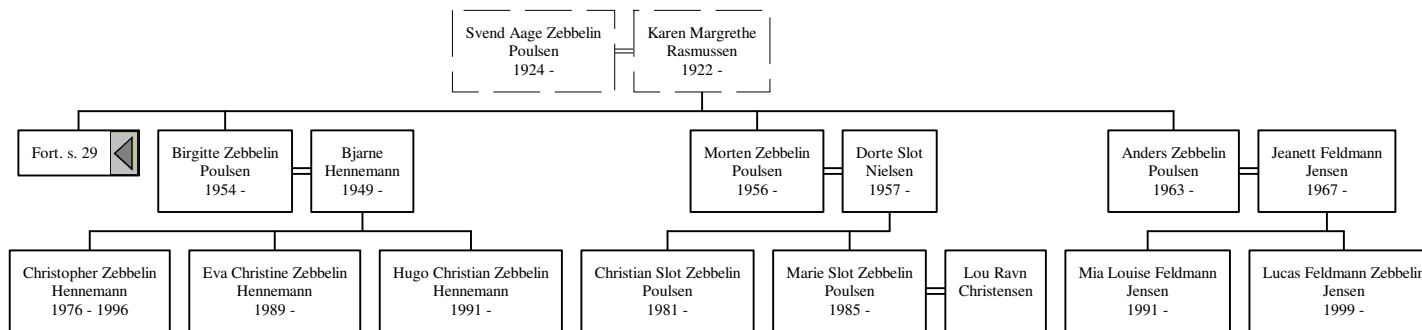 Svend Aage Zebbelin
Poulsen
1924 -
Karen Margrethe
Rasmussen
1922 -
Fort. s. 29
Birgitte Zebbelin
Poulsen
1954 -
Bjarne
Hennemann
1949 -
Morten Zebbelin
Poulsen
1956 -
Dorte Slot
Nielsen
1957 -
Anders Zebbelin
Poulsen
1963 -
Jeanett Feldmann
Jensen
1967 -
Christopher Zebbelin
Hennemann
1976 - 1996
Eva Christine Zebbelin
Hennemann
1989 -
Hugo Christian Zebbelin
Hennemann
1991 -
Christian Slot Zebbelin
Poulsen
1981 -
Marie Slot Zebbelin
Poulsen
1985 -
Lou Ravn
Christensen
Mia Louise Feldmann
Jensen
1991 -
Lucas Feldmann Zebbelin
Jensen
1999 -